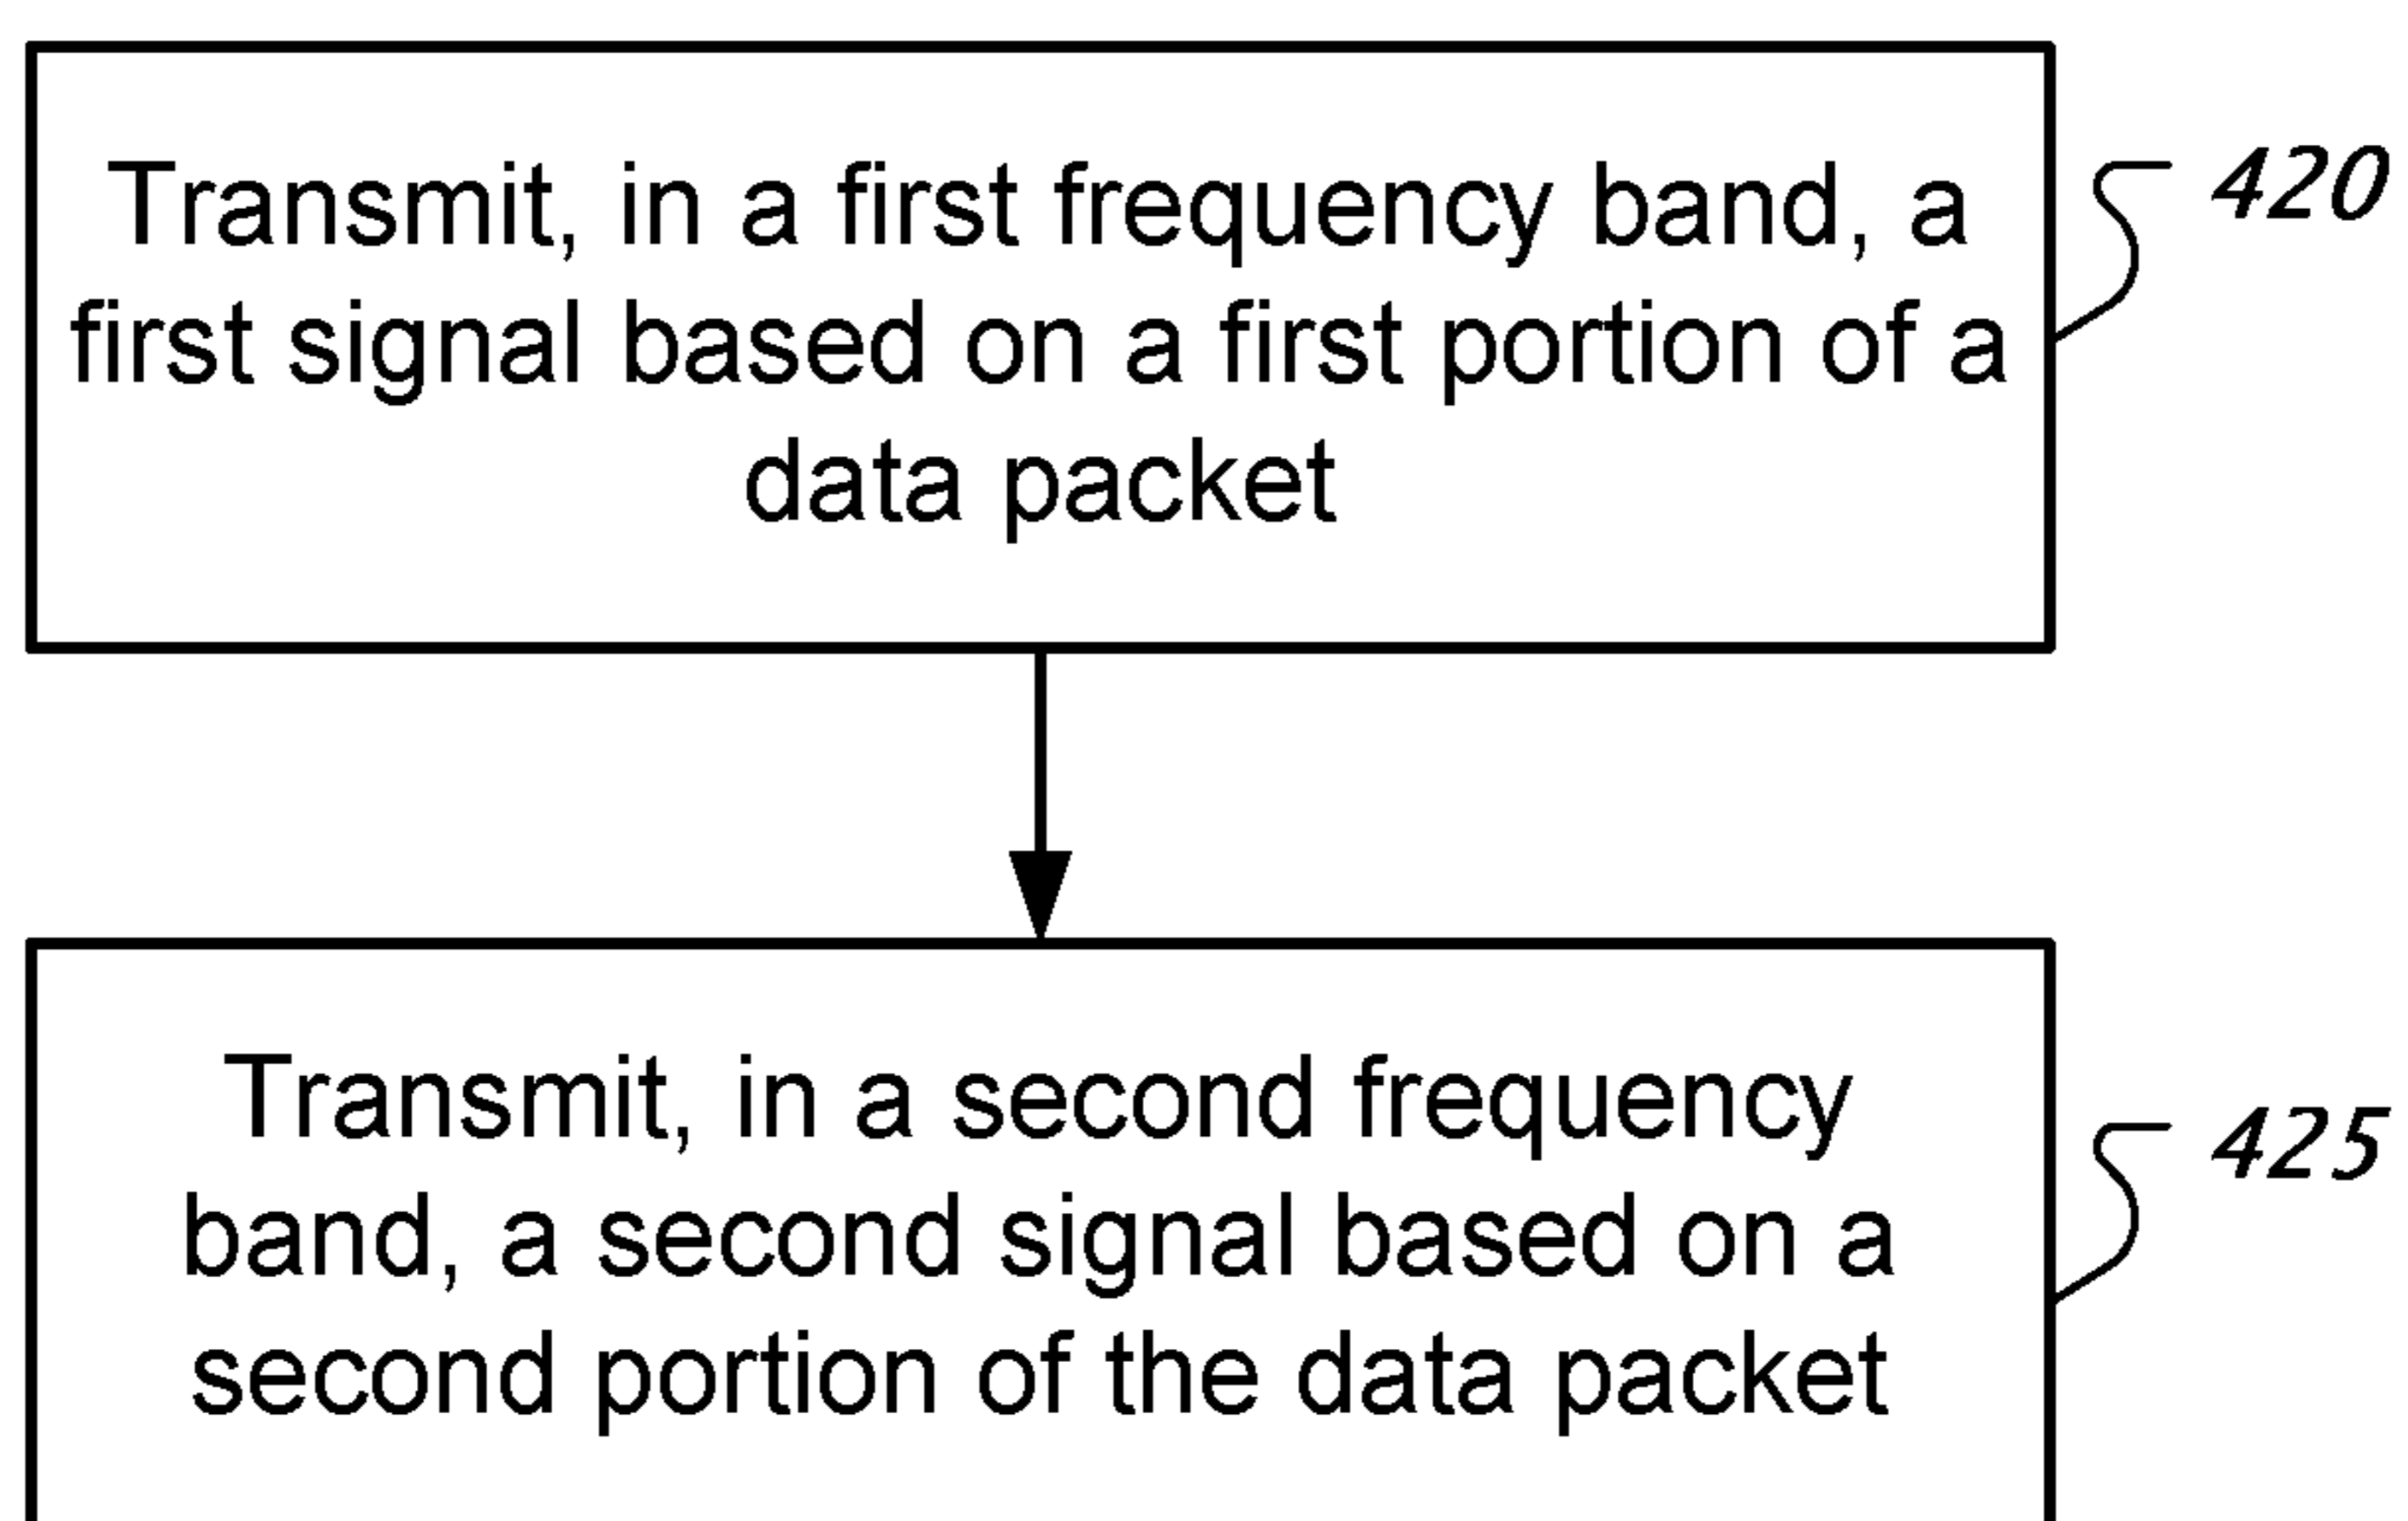 Transmit, in a first frequency band, a
first signal based on a first portion of a
data packet
420
Transmit, in a second frequency
band, a second signal based on a
second portion of the data packet
425